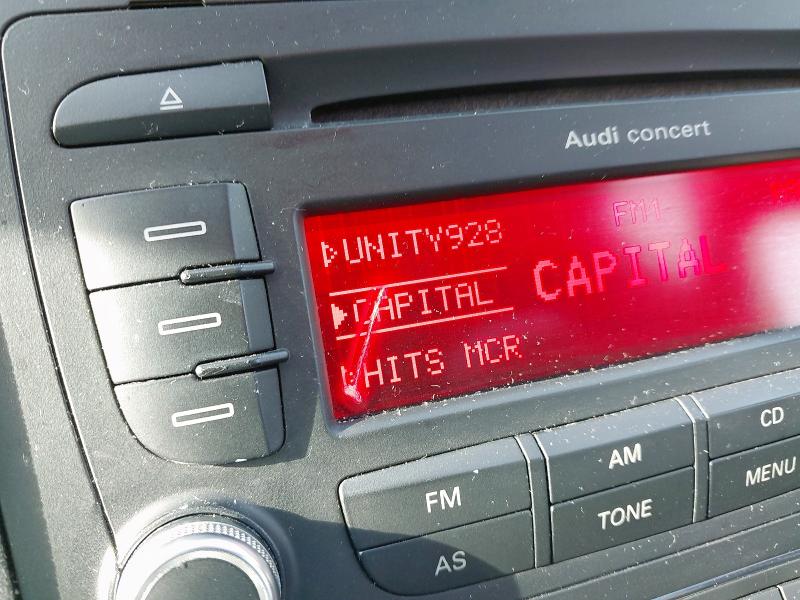 Audi concert
FM1
UNITY928
CAPITAL
CAPITAL
HITS MCR
FM
AM
CD
AS
TONE
MENU